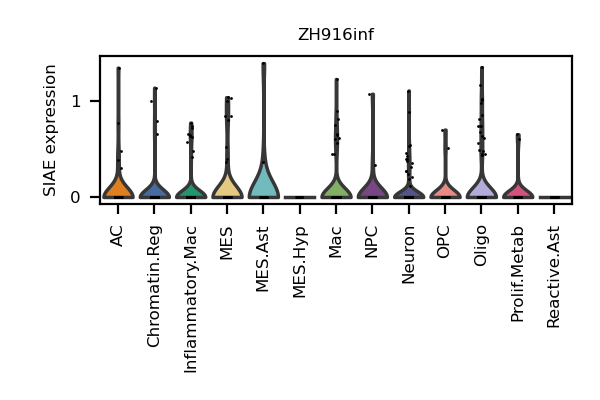 ZH916inf
SIAE expression
1
0
AC
Chromatin.Reg
Inflammatory.Mac
MES
MES.Ast
MES.Hyp
Mac
NPC
Neuron
OPC
Oligo
Prolif.Metab
Reactive.Ast